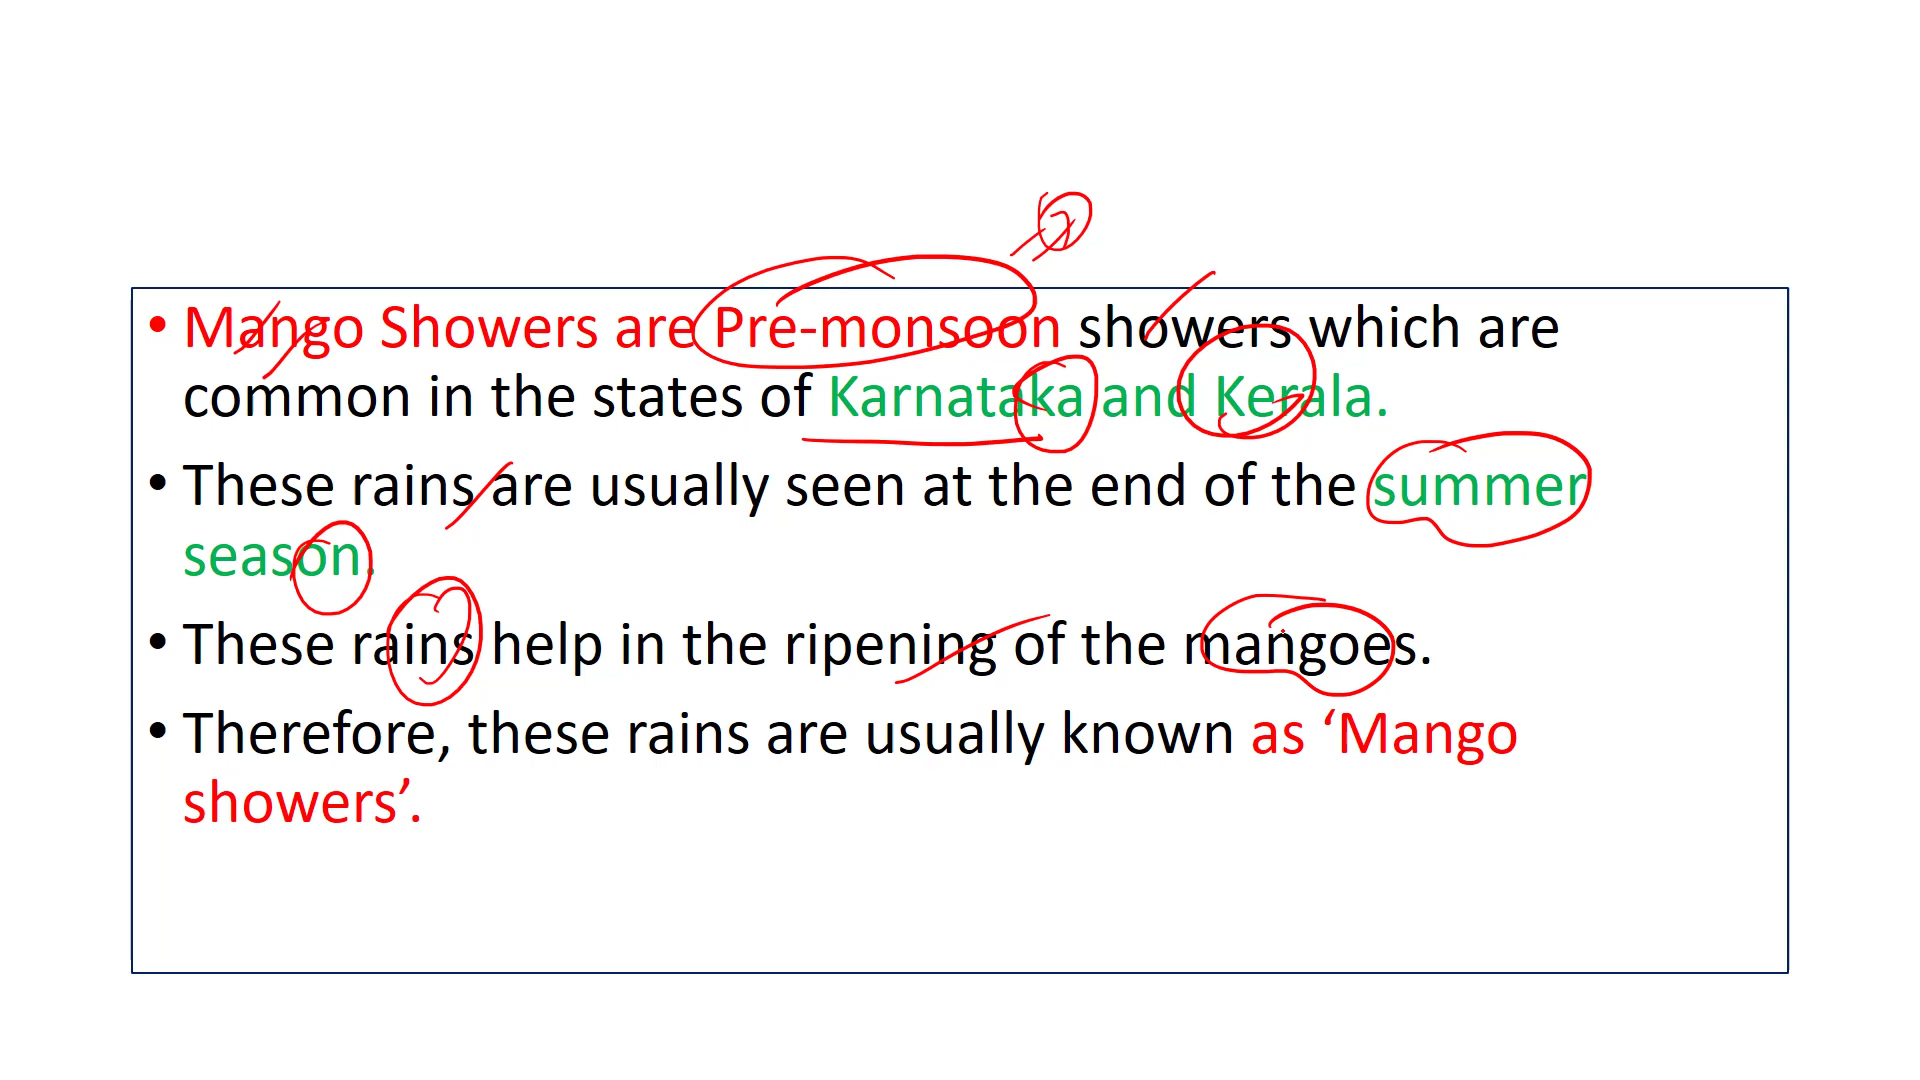 • Mango Showers are Pre-monsoon showers which are
common in the states of Karnataka and Kerala.
• These rains are usually seen at the end of the summer
season.
• These rains help in the ripening of the mangoes.
• Therefore, these rains are usually known as ‘Mango
showers’.